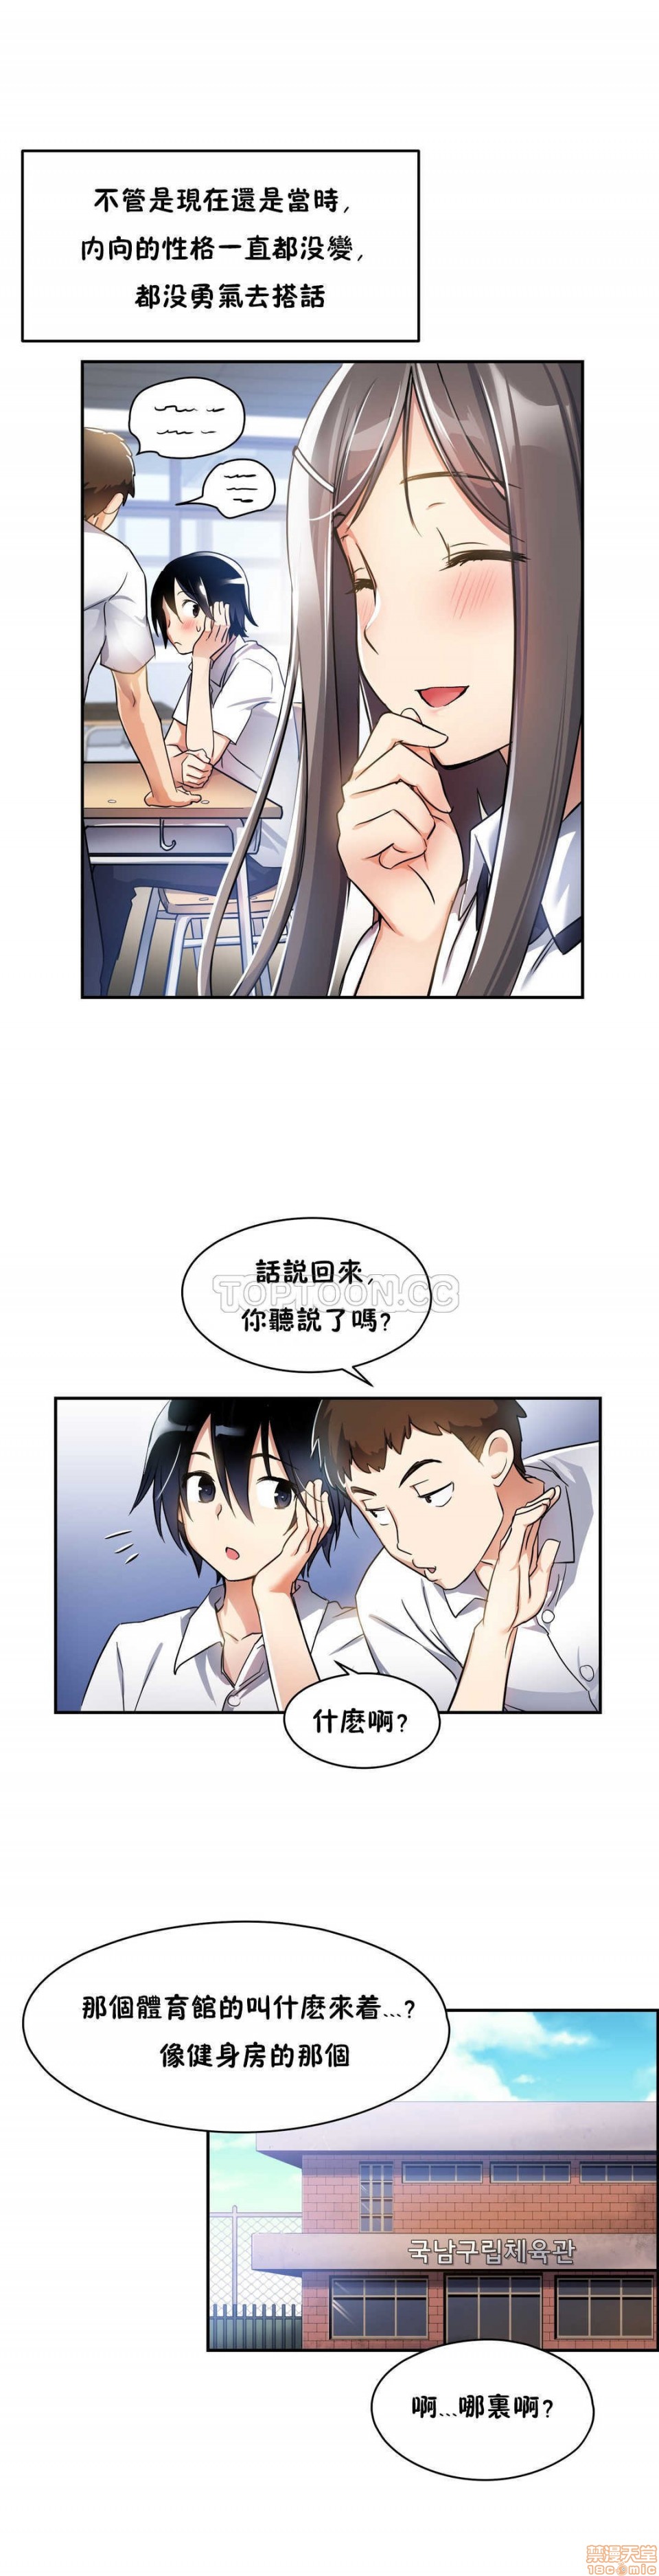 不管是現在還是當時,
内向的性格一直都没變,
都没勇氣去搭話
話説回來,
TOPTOON.CC
你聽説了嗎?
什麽啊?
那個體育館的叫什麽來着...?
像健身房的那個
국남구립체육관
啊...哪裏啊?
禁漫天堂
18comic